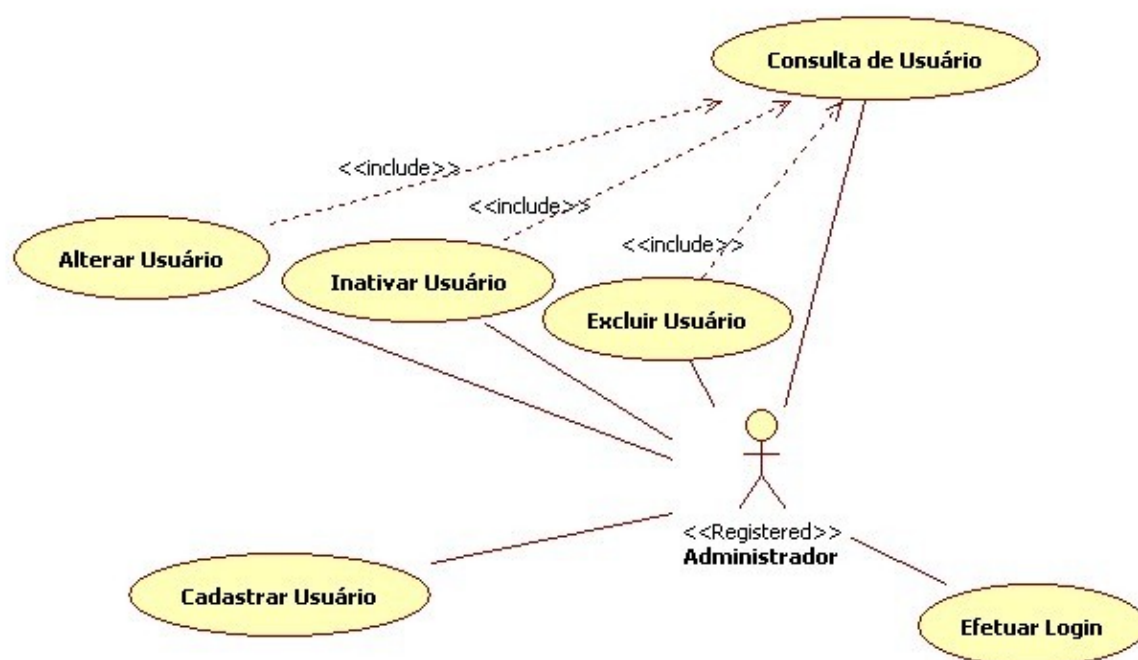 Consulta de Usuário
<<include>>
<<include>>
<<include>>
Alterar Usuário
Inativar Usuário
Excluir Usuário
<<Registered>>
Administrador
Cadastrar Usuário
Efetuar Login